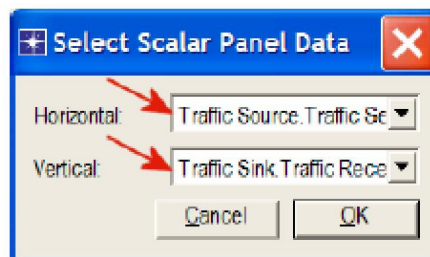 Select Scalar Panel Data
Horizontal: Traffic Source.Traffic Se
Vertical: Traffic Sink.Traffic Rece
Cancel OK